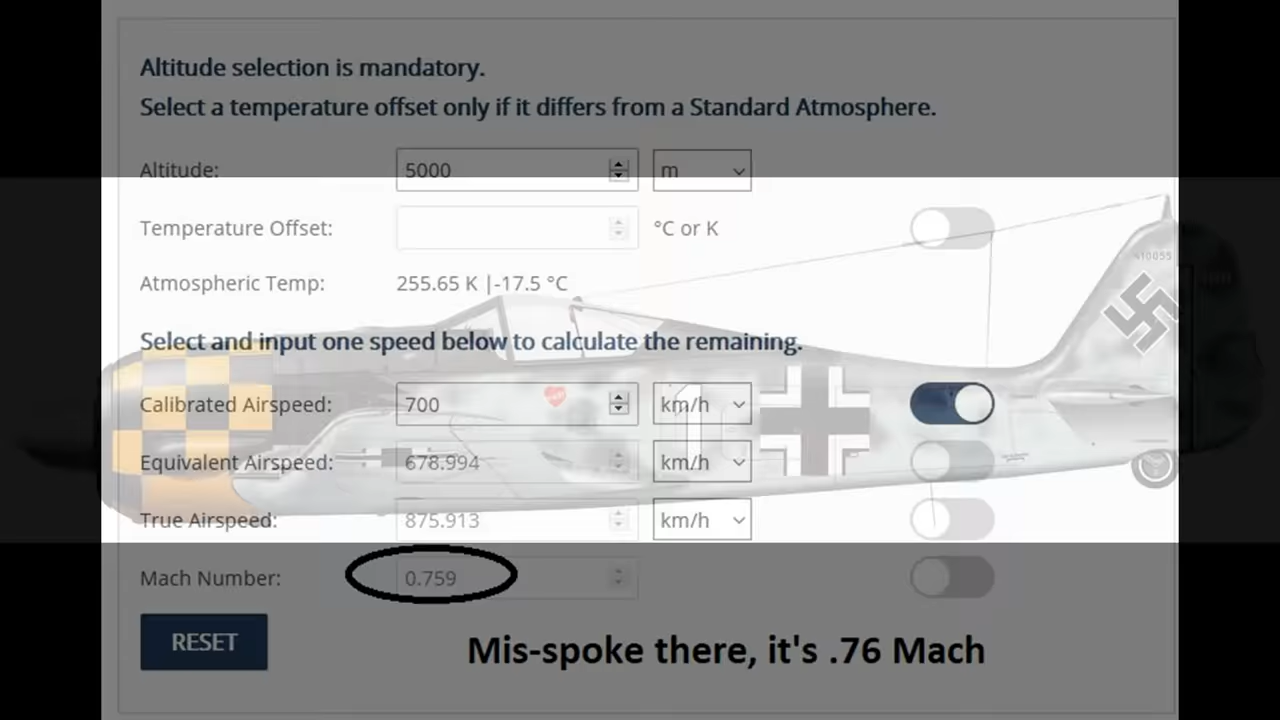 Altitude selection is mandatory.
Select a temperature offset only if it differs from a Standard Atmosphere.
Altitude: 5000 m
Temperature Offset: °C or K
Atmospheric Temp: 255.65 K |-17.5 °C
Select and input one speed below to calculate the remaining.
Calibrated Airspeed: 700 km/h
Equivalent Airspeed: 678.994 km/h
True Airspeed: 875.913 km/h
Mach Number: 0.759
RESET
Mis-spoke there, it's .76 Mach
1